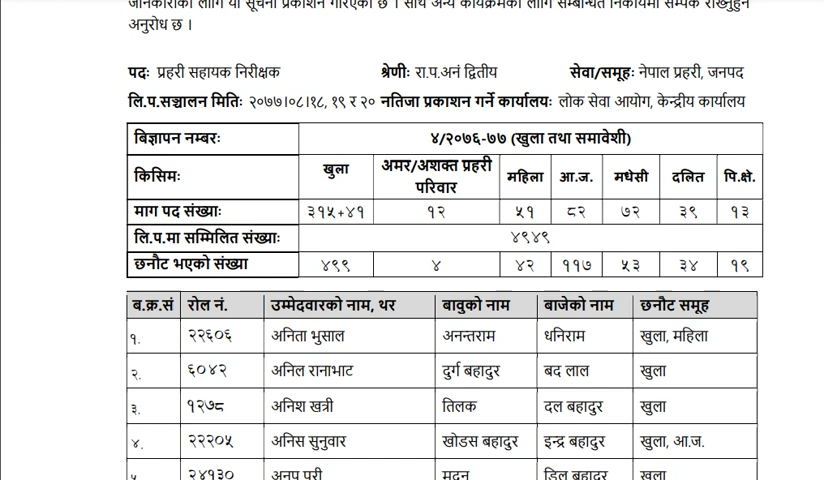 जानकारीको लागि यो सूचना प्रकाशन गरिएको छ । साथै अन्य कार्यक्रमको लागि सम्बन्धित निकायमा सम्पर्क राख्नुहुन
अनुरोध छ ।
पदः प्रहरी सहायक निरीक्षक श्रेणीः रा.प.अनं द्वितीय सेवा/समूहः नेपाल प्रहरी, जनपद
लि.प.सञ्चालन मितिः २०७७।०८।१८, १९ र २० नतिजा प्रकाशन गर्ने कार्यालयः लोक सेवा आयोग, केन्द्रीय कार्यालय
बिज्ञापन नम्बरः ४/२०७६-७७ (खुला तथा समावेशी)
किसिमः खुला अमर/अशक्त प्रहरी परिवार महिला आ.ज. मधेसी दलित पि.क्षे.
माग पद संख्याः ३१५+४१ १२ ५१ ८२ ७२ ३९ १३
लि.प.मा सम्मिलित संख्याः ४९४९
छनौट भएको संख्या ४९९ ४ ४२ ११७ ५३ ३४ १९
ब.क्र.सं रोल नं. उम्मेदवारको नाम, थर बावुको नाम बाजेको नाम छनौट समूह
१. २२६०६ अनिता भुसाल अनन्तराम धनिराम खुला, महिला
२. ६०४२ अनिल रानाभाट दुर्ग बहादुर बद लाल खुला
३. १२७८ अनिश खत्री तिलक दल बहादुर खुला
४. २२२०५ अनिस सुनुवार खोडस बहादुर इन्द्र बहादुर खुला, आ.ज.
५. २४१३० अनुप पुरी मदन डिल बहादुर खुला